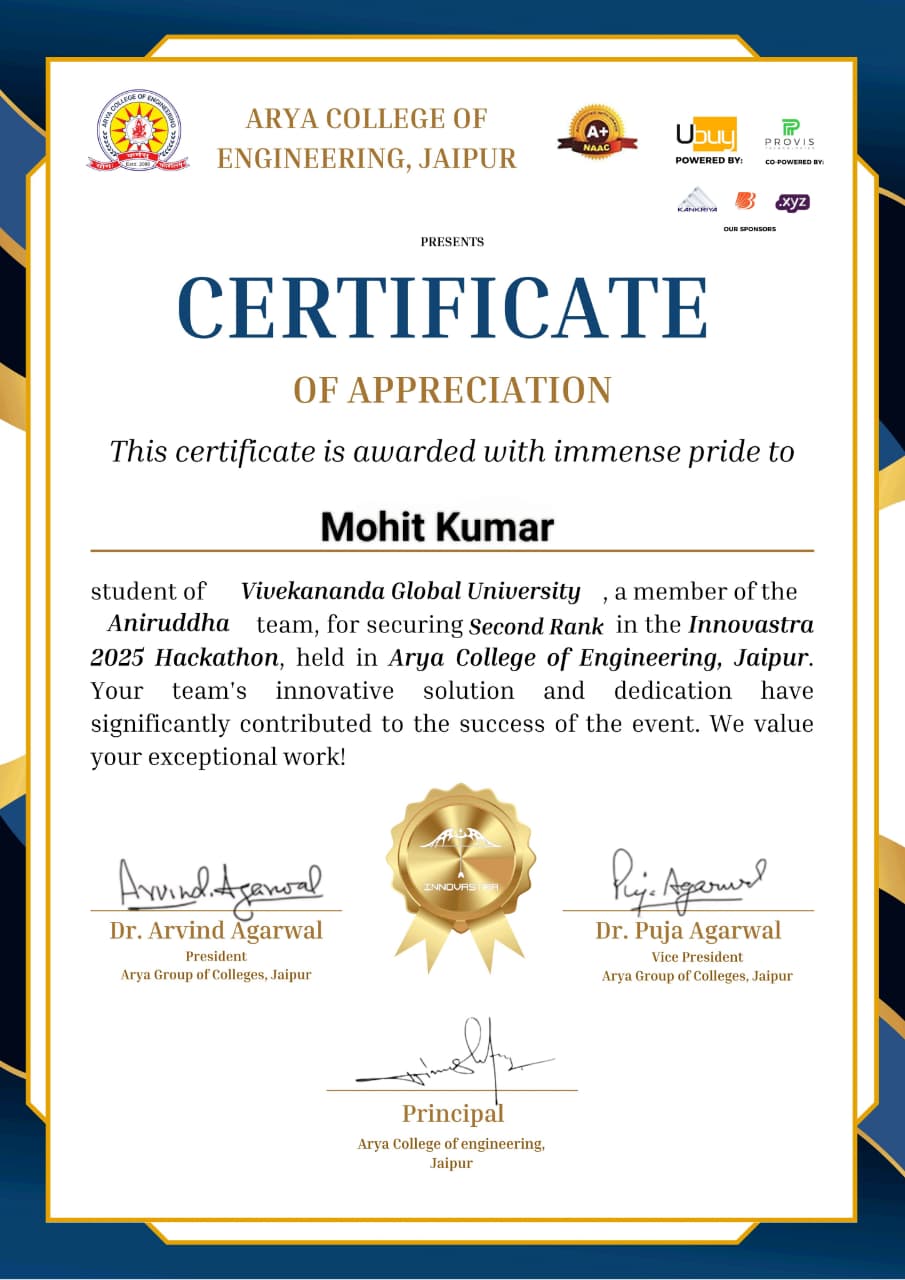 ARYA COLLEGE OF
ENGINEERING, JAIPUR
ARYA COLLEGE OF ENGINEERING
Estd. 2000
A+
NAAC
Ubuy
POWERED BY:
PROVIS
CO-POWERED BY:
KANKRIYA
.xyz
OUR SPONSORS
PRESENTS
CERTIFICATE
OF APPRECIATION
This certificate is awarded with immense pride to
Mohit Kumar
student of Vivekananda Global University , a member of the
Aniruddha team, for securing Second Rank in the Innovastra
2025 Hackathon, held in Arya College of Engineering, Jaipur.
Your team's innovative solution and dedication have
significantly contributed to the success of the event. We value
your exceptional work!
INNOVASTRA
Arvind.Agarwal
Dr. Arvind Agarwal
President
Arya Group of Colleges, Jaipur
Puja Agarwal
Dr. Puja Agarwal
Vice President
Arya Group of Colleges, Jaipur
Principal
Arya College of engineering,
Jaipur